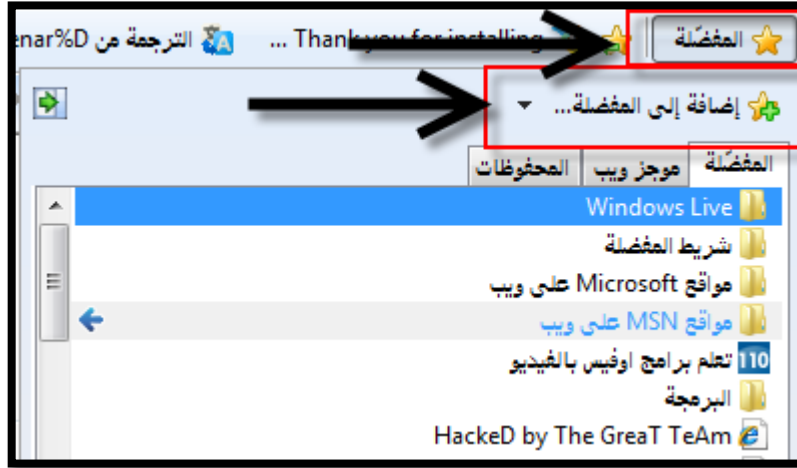 المفضّلة Thank you for installing ... الترجمة من enar%D
إضافة إلى المفضلة...
المفضّلة موجز ويب المحفوظات
Windows Live
شريط المفضلة
مواقع Microsoft على ويب
مواقع MSN على ويب
110 تعلم برامج اوفيس بالفيديو
البرمجة
HackeD by The GreaT TeAm